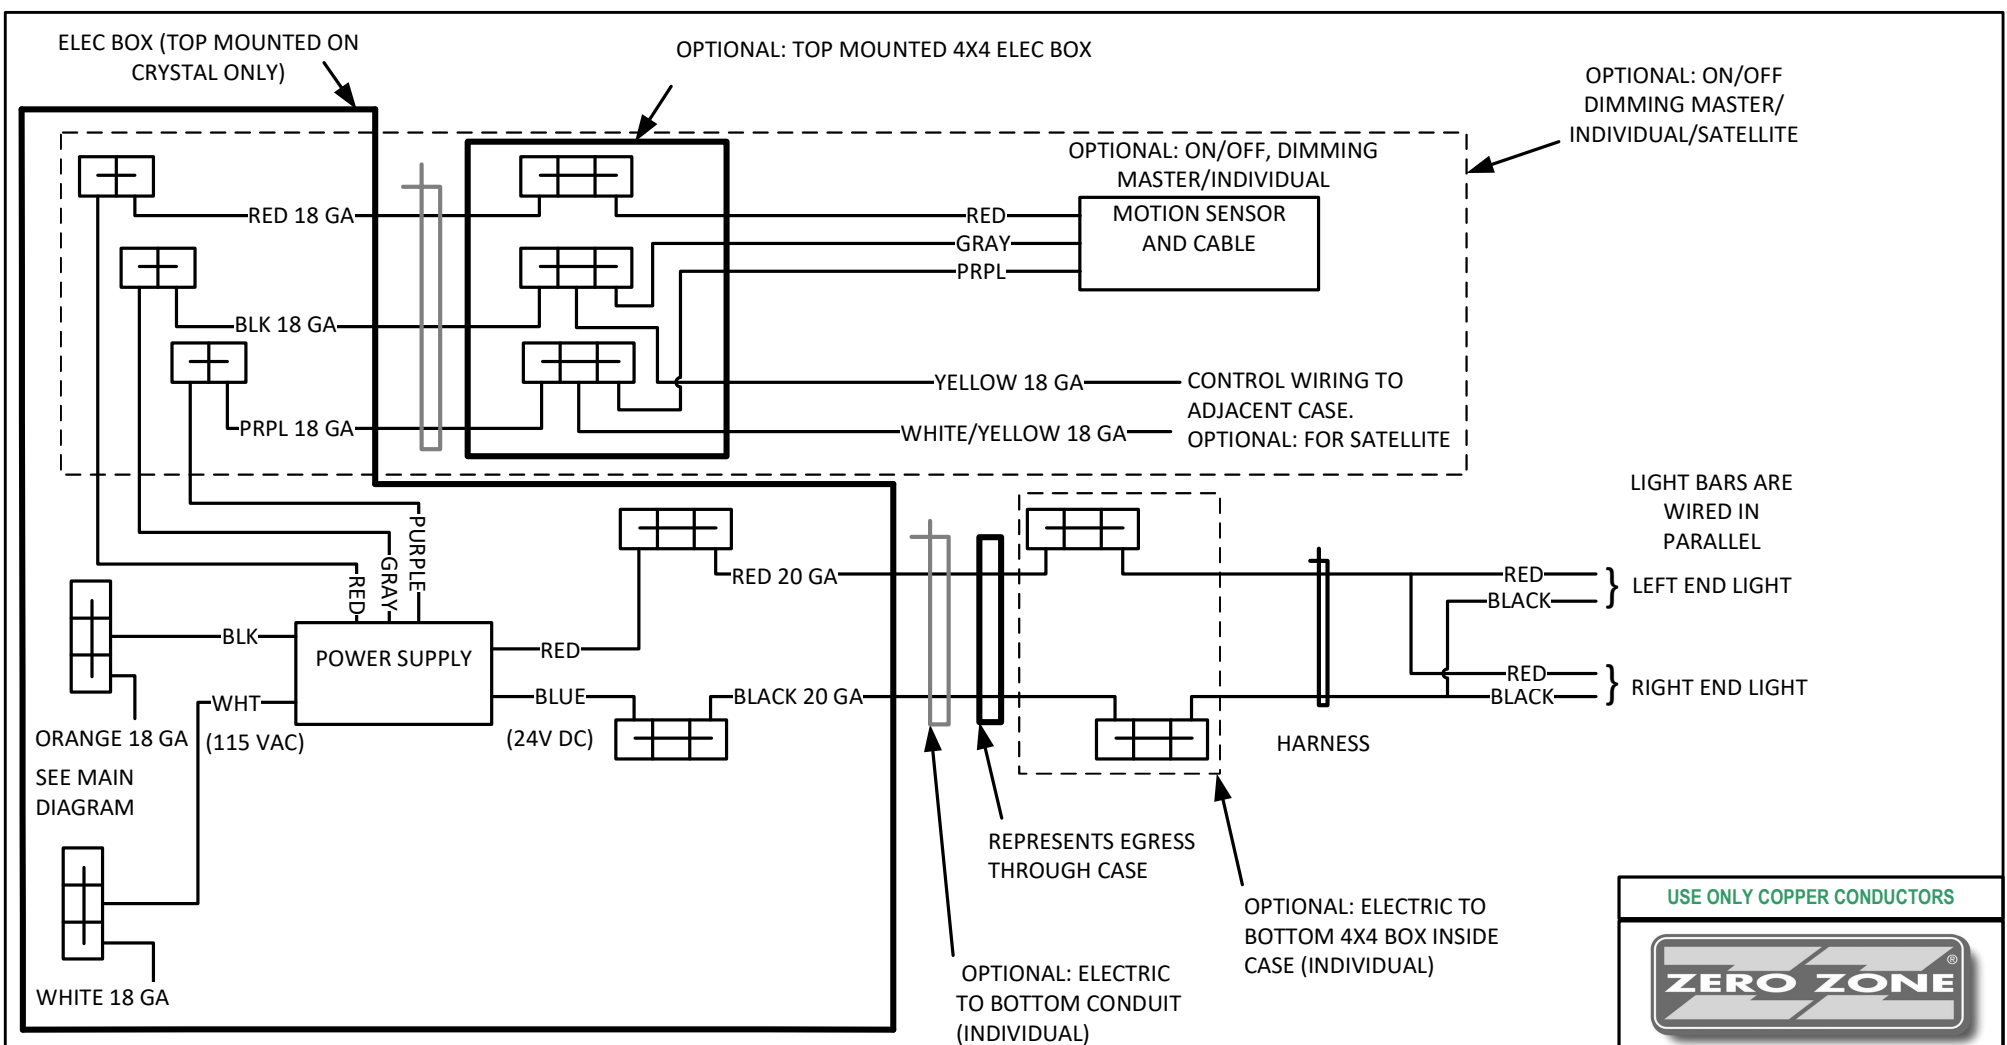 ELEC BOX (TOP MOUNTED ON
CRYSTAL ONLY)
OPTIONAL: TOP MOUNTED 4X4 ELEC BOX
OPTIONAL: ON/OFF
DIMMING MASTER/
INDIVIDUAL/SATELLITE
OPTIONAL: ON/OFF, DIMMING
MASTER/INDIVIDUAL
MOTION SENSOR
AND CABLE
RED 18 GA
RED
GRAY
PRPL
BLK 18 GA
YELLOW 18 GA
CONTROL WIRING TO
ADJACENT CASE.
OPTIONAL: FOR SATELLITE
PRPL 18 GA
WHITE/YELLOW 18 GA
PURPLE
GRAY
RED
LIGHT BARS ARE
WIRED IN
PARALLEL
RED 20 GA
RED
BLACK
LEFT END LIGHT
BLK
POWER SUPPLY
RED
RED
BLACK
RIGHT END LIGHT
WHT
BLUE
BLACK 20 GA
ORANGE 18 GA
(115 VAC)
(24V DC)
HARNESS
SEE MAIN
DIAGRAM
REPRESENTS EGRESS
THROUGH CASE
OPTIONAL: ELECTRIC TO
BOTTOM 4X4 BOX INSIDE
CASE (INDIVIDUAL)
OPTIONAL: ELECTRIC
TO BOTTOM CONDUIT
(INDIVIDUAL)
WHITE 18 GA
USE ONLY COPPER CONDUCTORS
ZERO ZONE ®